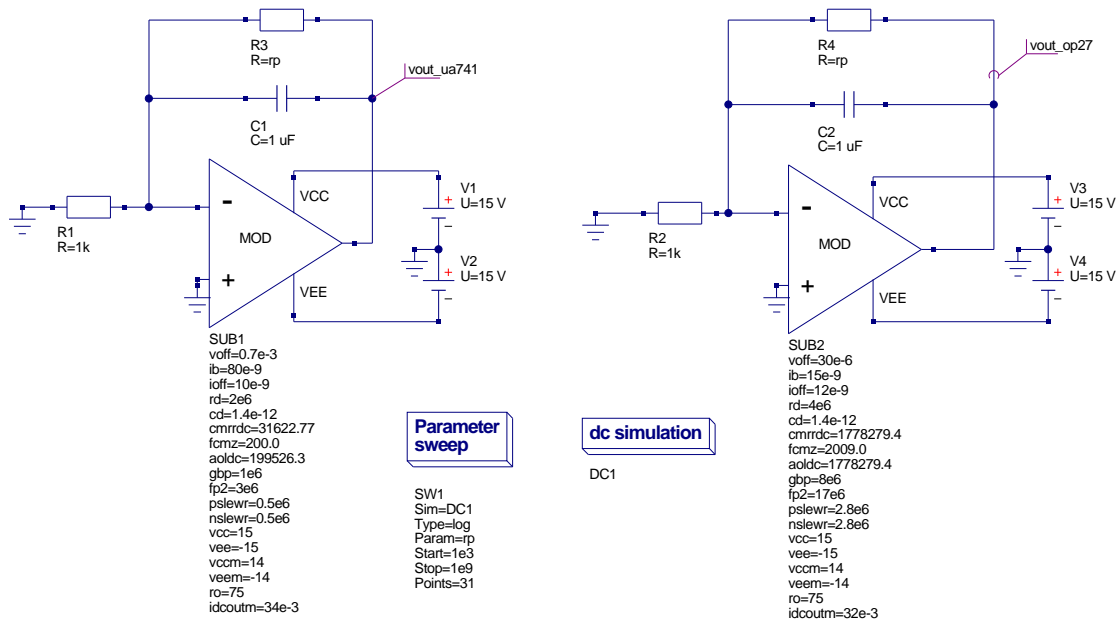 R3
R=rp
vout_ua741
C1
C=1 uF
R1
R=1k
-
MOD
+
VCC
VEE
V1
U=15 V
V2
U=15 V
+
-
+
-
SUB1
voff=0.7e-3
ib=80e-9
ioff=10e-9
rd=2e6
cd=1.4e-12
cmrrdc=31622.77
fcmz=200.0
aoldc=199526.3
gbp=1e6
fp2=3e6
pslewr=0.5e6
nslewr=0.5e6
vcc=15
vee=-15
vccm=14
veem=-14
ro=75
idcoutm=34e-3
Parameter
sweep
SW1
Sim=DC1
Type=log
Param=rp
Start=1e3
Stop=1e9
Points=31
dc simulation
DC1
R4
R=rp
vout_op27
C2
C=1 uF
R2
R=1k
-
MOD
+
VCC
VEE
V3
U=15 V
V4
U=15 V
+
-
+
-
SUB2
voff=30e-6
ib=15e-9
ioff=12e-9
rd=4e6
cd=1.4e-12
cmrrdc=1778279.4
fcmz=2009.0
aoldc=1778279.4
gbp=8e6
fp2=17e6
pslewr=2.8e6
nslewr=2.8e6
vcc=15
vee=-15
vccm=14
veem=-14
ro=75
idcoutm=32e-3